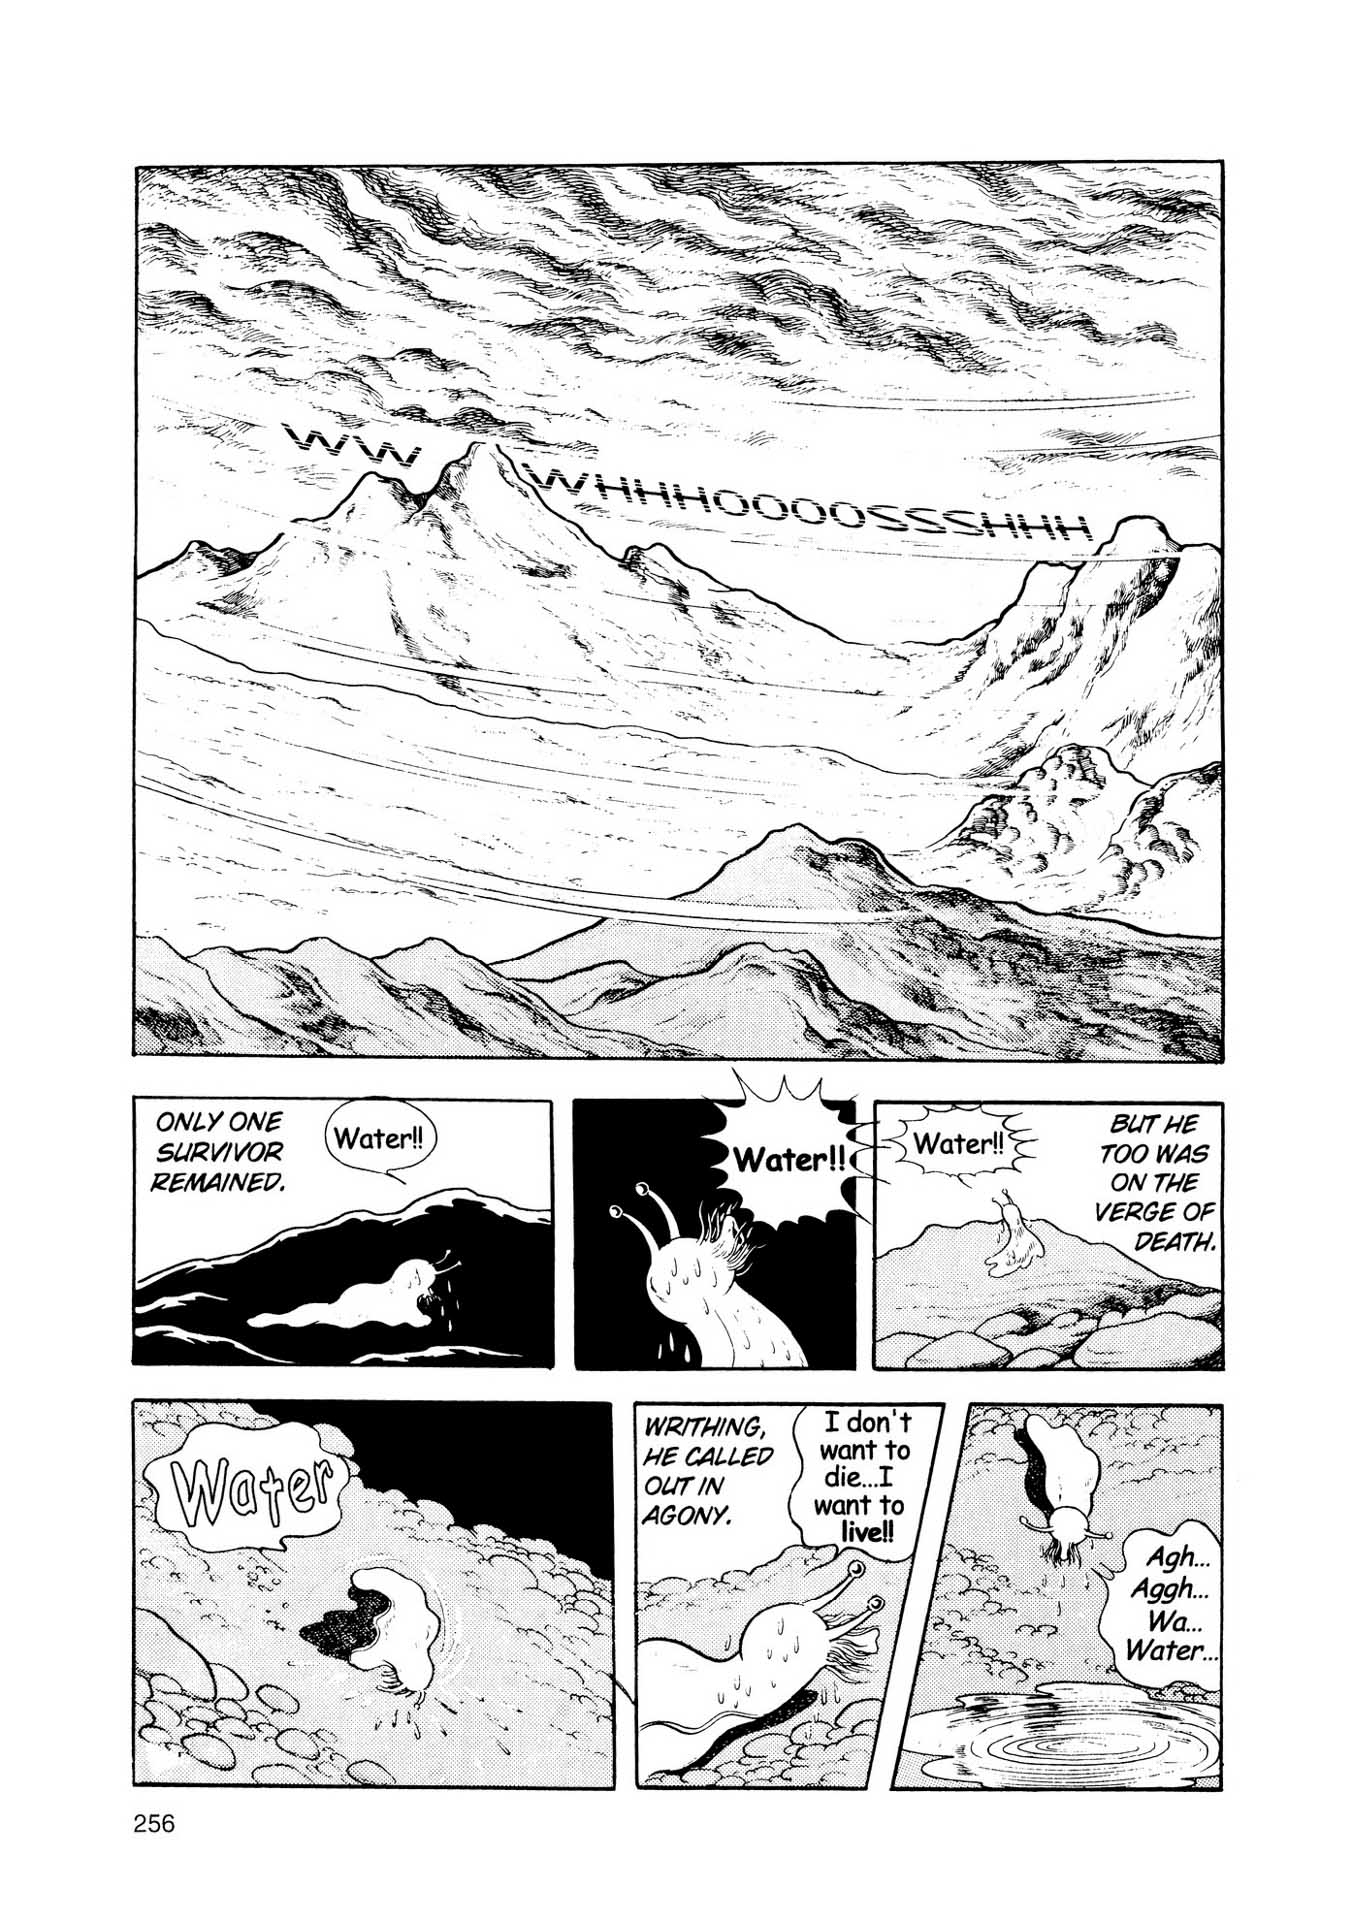 WW WHHHOOOOSSSHHH
ONLY ONE
SURVIVOR
REMAINED.
Water!!
Water!!
Water!!
BUT HE
TOO WAS
ON THE
VERGE OF
DEATH.
Water
WRITHING,
HE CALLED
OUT IN
AGONY.
I don't
want to
die...I
want to
live!!
Agh...
Aggh...
Wa...
Water...
256